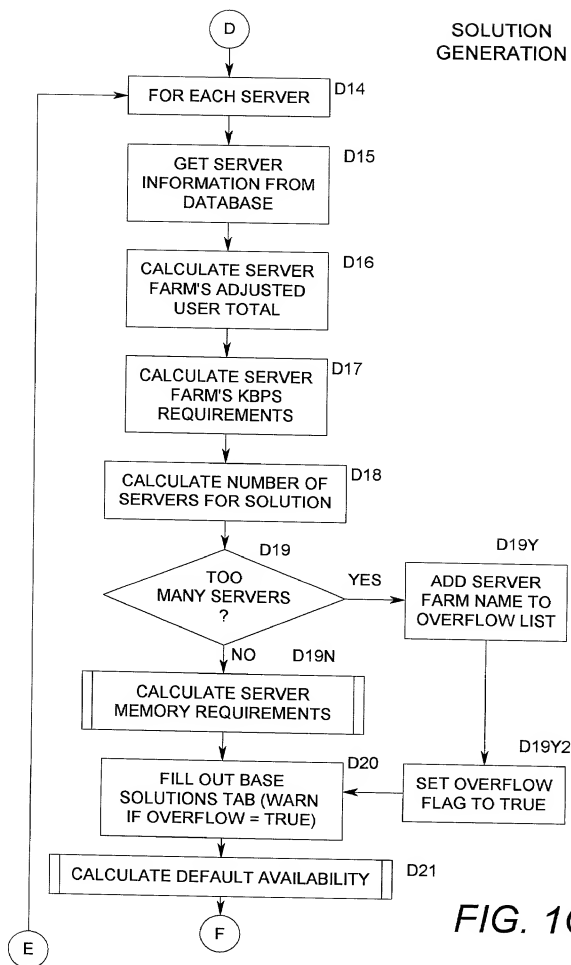 D
SOLUTION
GENERATION
FOR EACH SERVER
D14
GET SERVER
INFORMATION FROM
DATABASE
D15
CALCULATE SERVER
FARM'S ADJUSTED
USER TOTAL
D16
CALCULATE SERVER
FARM'S KBPS
REQUIREMENTS
D17
CALCULATE NUMBER OF
SERVERS FOR SOLUTION
D18
D19
TOO
MANY SERVERS
?
YES
D19Y
ADD SERVER
FARM NAME TO
OVERFLOW LIST
NO
D19N
CALCULATE SERVER
MEMORY REQUIREMENTS
D19Y2
SET OVERFLOW
FLAG TO TRUE
D20
FILL OUT BASE
SOLUTIONS TAB (WARN
IF OVERFLOW = TRUE)
CALCULATE DEFAULT AVAILABILITY
D21
E
F
FIG.